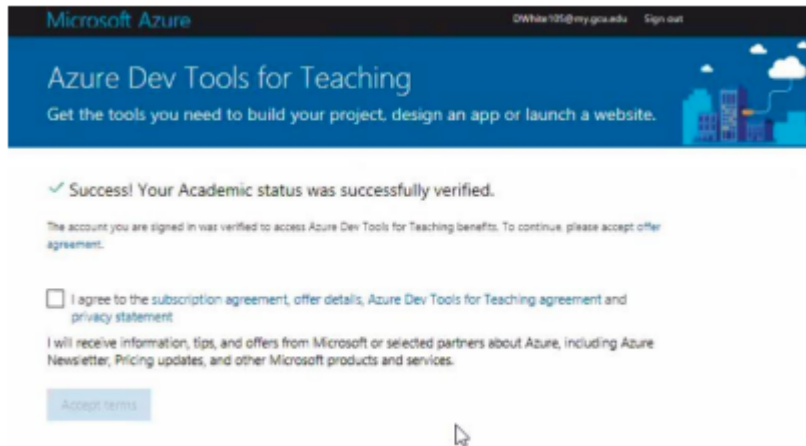 Microsoft Azure DWhite105@my.gcu.edu Sign out
Azure Dev Tools for Teaching
Get the tools you need to build your project, design an app or launch a website.
✓ Success! Your Academic status was successfully verified.
The account you are signed in was verified to access Azure Dev Tools for Teaching benefits. To continue, please accept offer
agreement.
I agree to the subscription agreement, offer details, Azure Dev Tools for Teaching agreement and
privacy statement
I will receive information, tips, and offers from Microsoft or selected partners about Azure, including Azure
Newsletter, Pricing updates, and other Microsoft products and services.
Accept terms